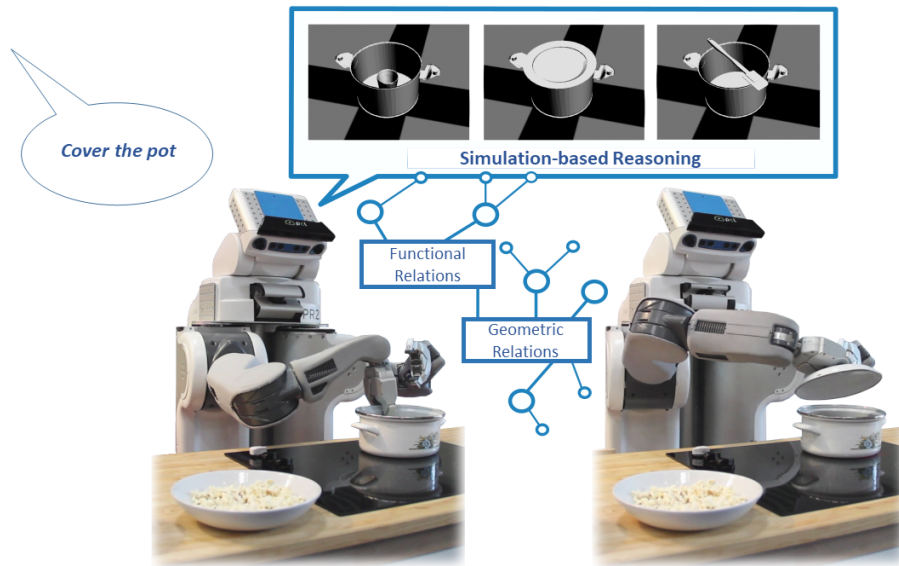 Cover the pot
Simulation-based Reasoning
Functional
Relations
PR2
Geometric
Relations